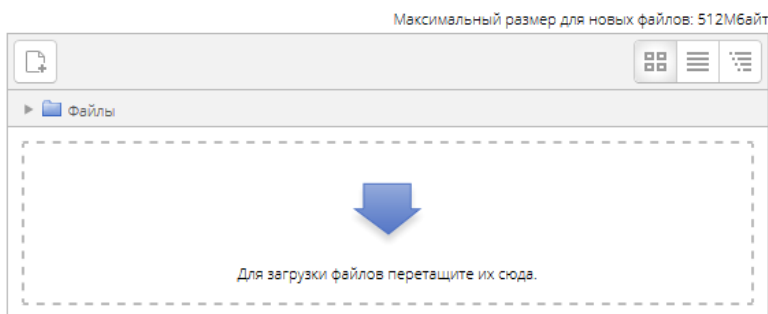 Максимальный размер для новых файлов: 512Мбайт
Файлы
Для загрузки файлов перетащите их сюда.